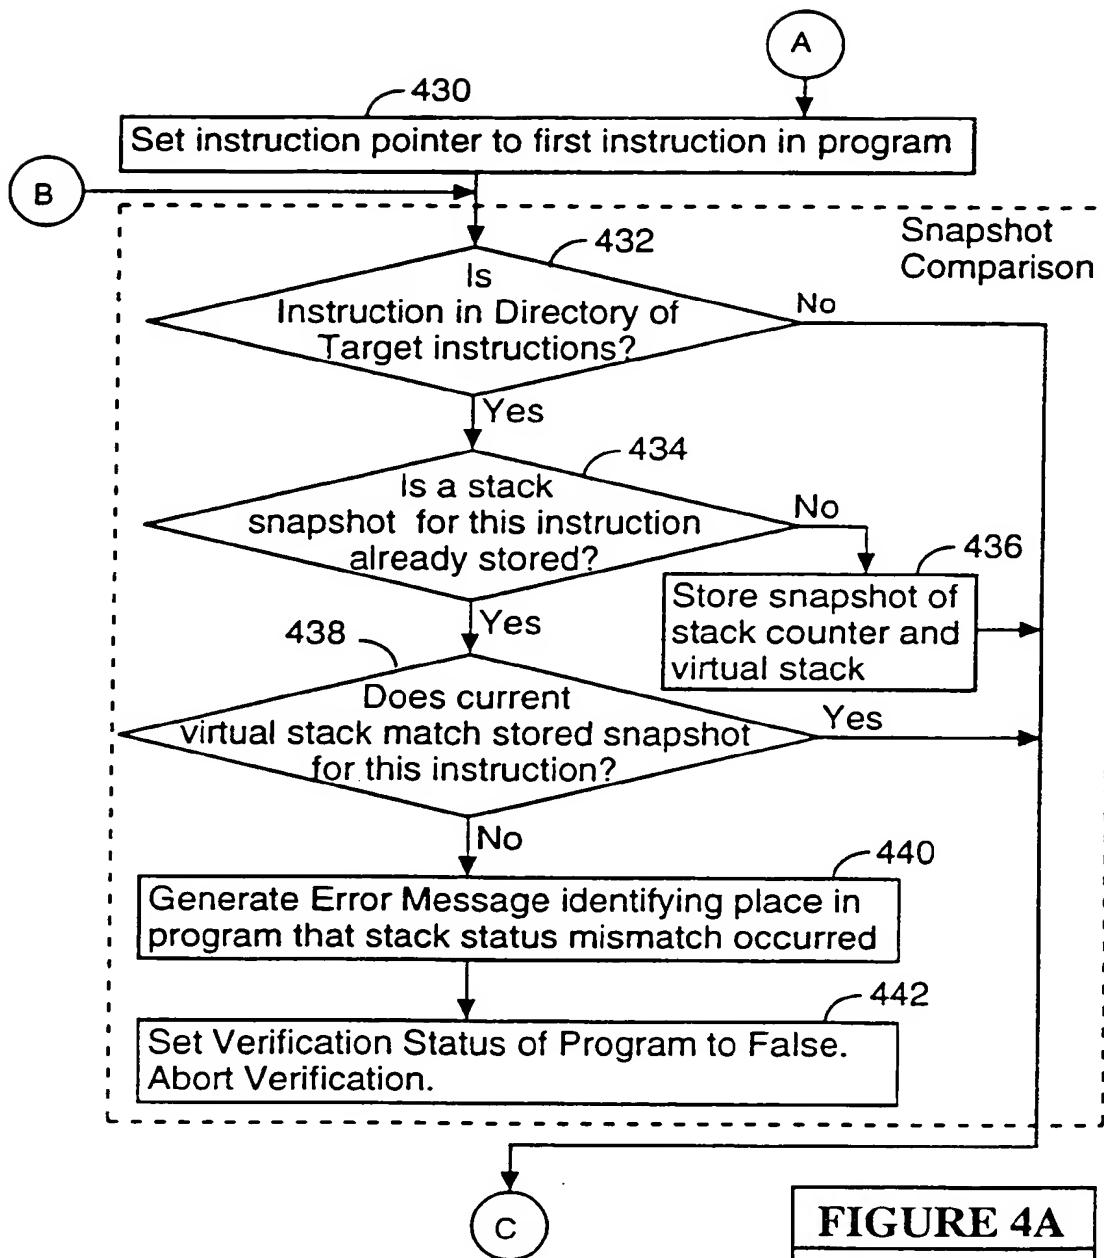 A
430
Set instruction pointer to first instruction in program
B
Snapshot
Comparison
432
Is
Instruction in Directory of
Target instructions?
No
Yes
434
Is a stack
snapshot for this instruction
already stored?
No
436
Store snapshot of
stack counter and
virtual stack
Yes
438
Does current
virtual stack match stored snapshot
for this instruction?
Yes
No
440
Generate Error Message identifying place in
program that stack status mismatch occurred
442
Set Verification Status of Program to False.
Abort Verification.
C
FIGURE 4A